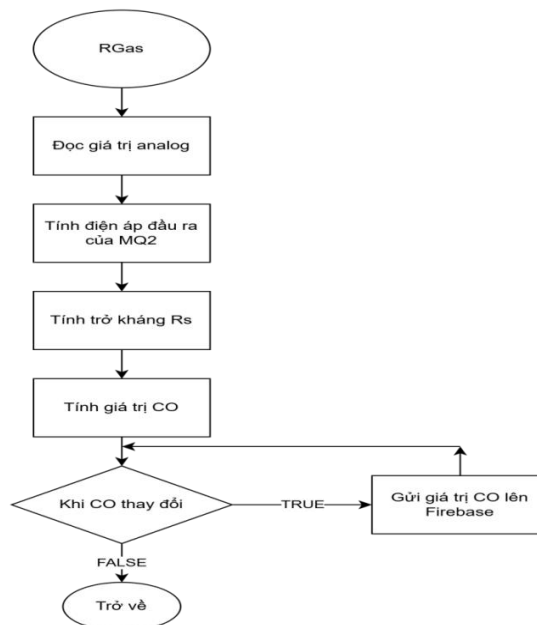 RGas
Đọc giá trị analog
Tính điện áp đầu ra
của MQ2
Tính trở kháng Rs
Tính giá trị CO
Khi CO thay đổi
TRUE
Gửi giá trị CO lên
Firebase
FALSE
Trở về